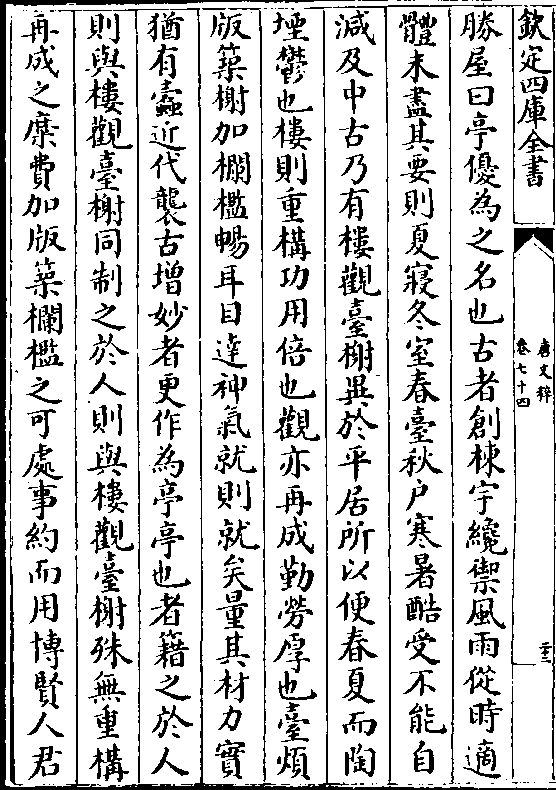 欽定四庫全書
唐文粹
卷七十四
勝屋曰亭優為之名也古者創棟宇纔禦風雨從時適
體未盡其要則夏寢冬室春臺秋户寒暑酷受不能自
減及中古乃有樓觀臺榭異於平居所以便春夏而陶
堙鬱也樓則重構功用倍也觀亦再成勤勞厚也臺煩
版築榭加欄檻暢耳目達神氣就則就矣量其材力實
猶有蠹近代襲古增妙者更作為亭亭也者籍之於人
則與樓觀臺榭同制之於人則與樓觀臺榭殊無重構
再成之糜費加版築欄檻之可處事約而用博賢人君